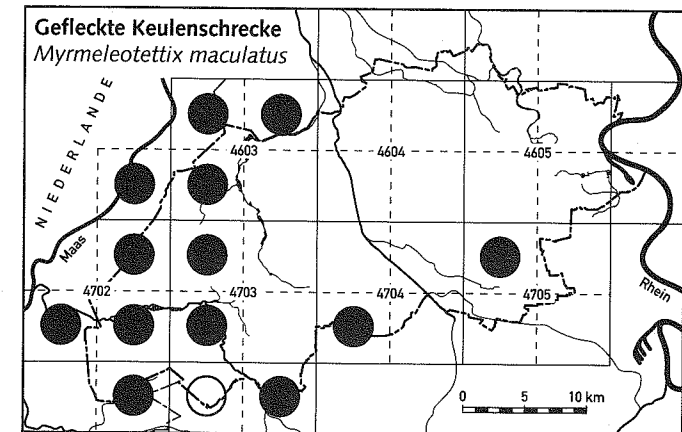 Gefleckte Keulenschrecke
Myrmeleotettix maculatus
NIEDERLANDE
4603
4604
4605
Maas
4702
4703
4704
4705
Rhein
0 5 10 km